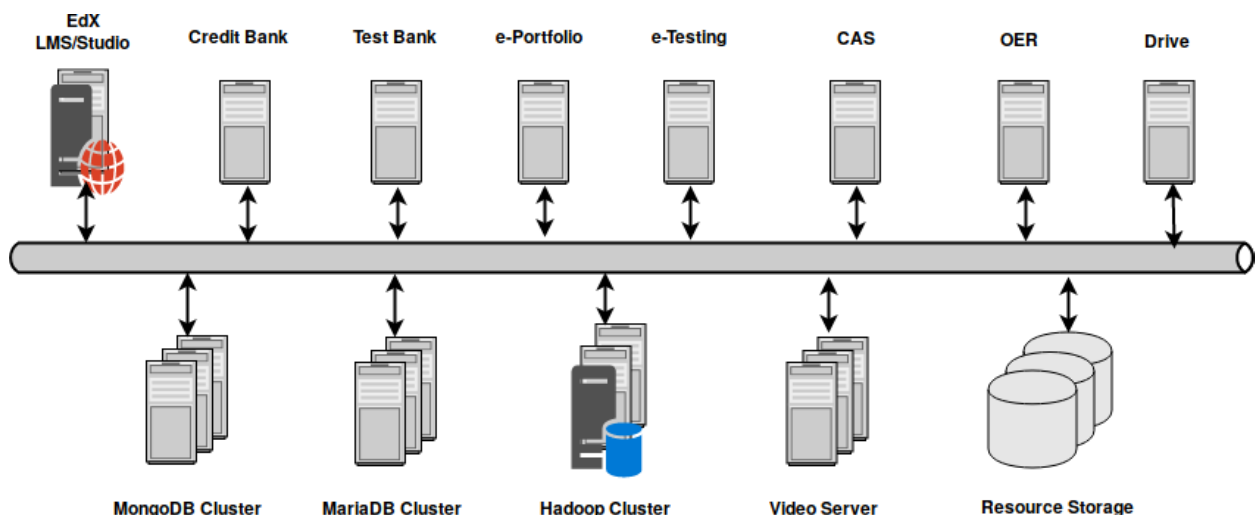 EdX
LMS/Studio
Credit Bank
Test Bank
e-Portfolio
e-Testing
CAS
OER
Drive
MongoDB Cluster
MariaDB Cluster
Hadoop Cluster
Video Server
Resource Storage